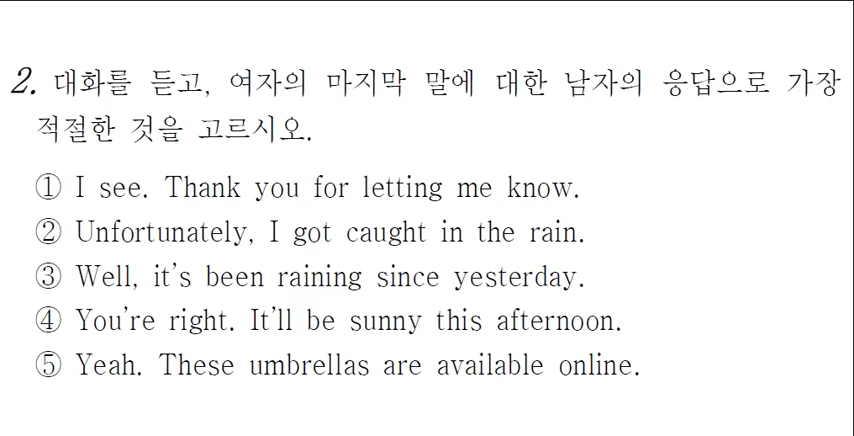 2. 대화를 듣고, 여자의 마지막 말에 대한 남자의 응답으로 가장
적절한 것을 고르시오.
① I see. Thank you for letting me know.
② Unfortunately, I got caught in the rain.
③ Well, it's been raining since yesterday.
④ You're right. It'll be sunny this afternoon.
⑤ Yeah. These umbrellas are available online.